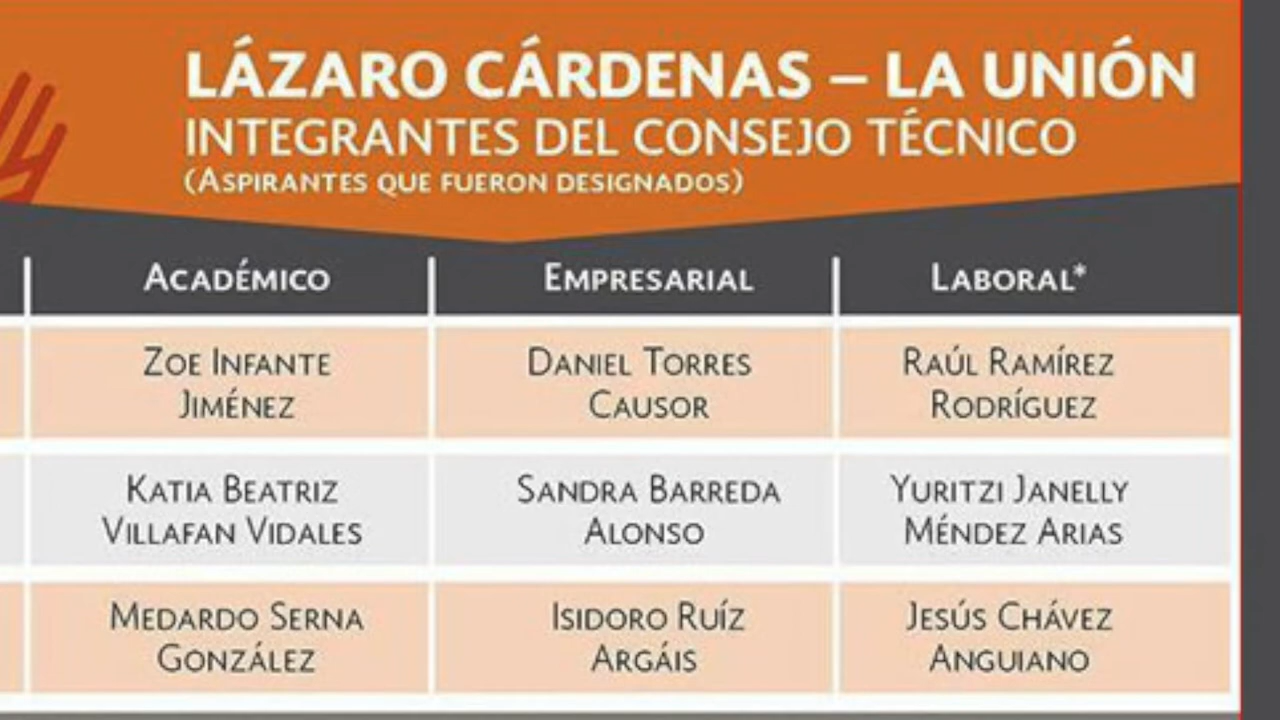 LÁZARO CÁRDENAS – LA UNIÓN
INTEGRANTES DEL CONSEJO TÉCNICO
(ASPIRANTES QUE FUERON DESIGNADOS)
ACADÉMICO EMPRESARIAL LABORAL*
ZOE INFANTE DANIEL TORRES RAÚL RAMÍREZ
JIMÉNEZ CAUSOR RODRÍGUEZ
KATIA BEATRIZ SANDRA BARREDA YURITZI JANELLY
VILLAFAN VIDALES ALONSO MÉNDEZ ARIAS
MEDARDO SERNA ISIDORO RUÍZ JESÚS CHÁVEZ
GONZÁLEZ ARGÁIS ANGUIANO